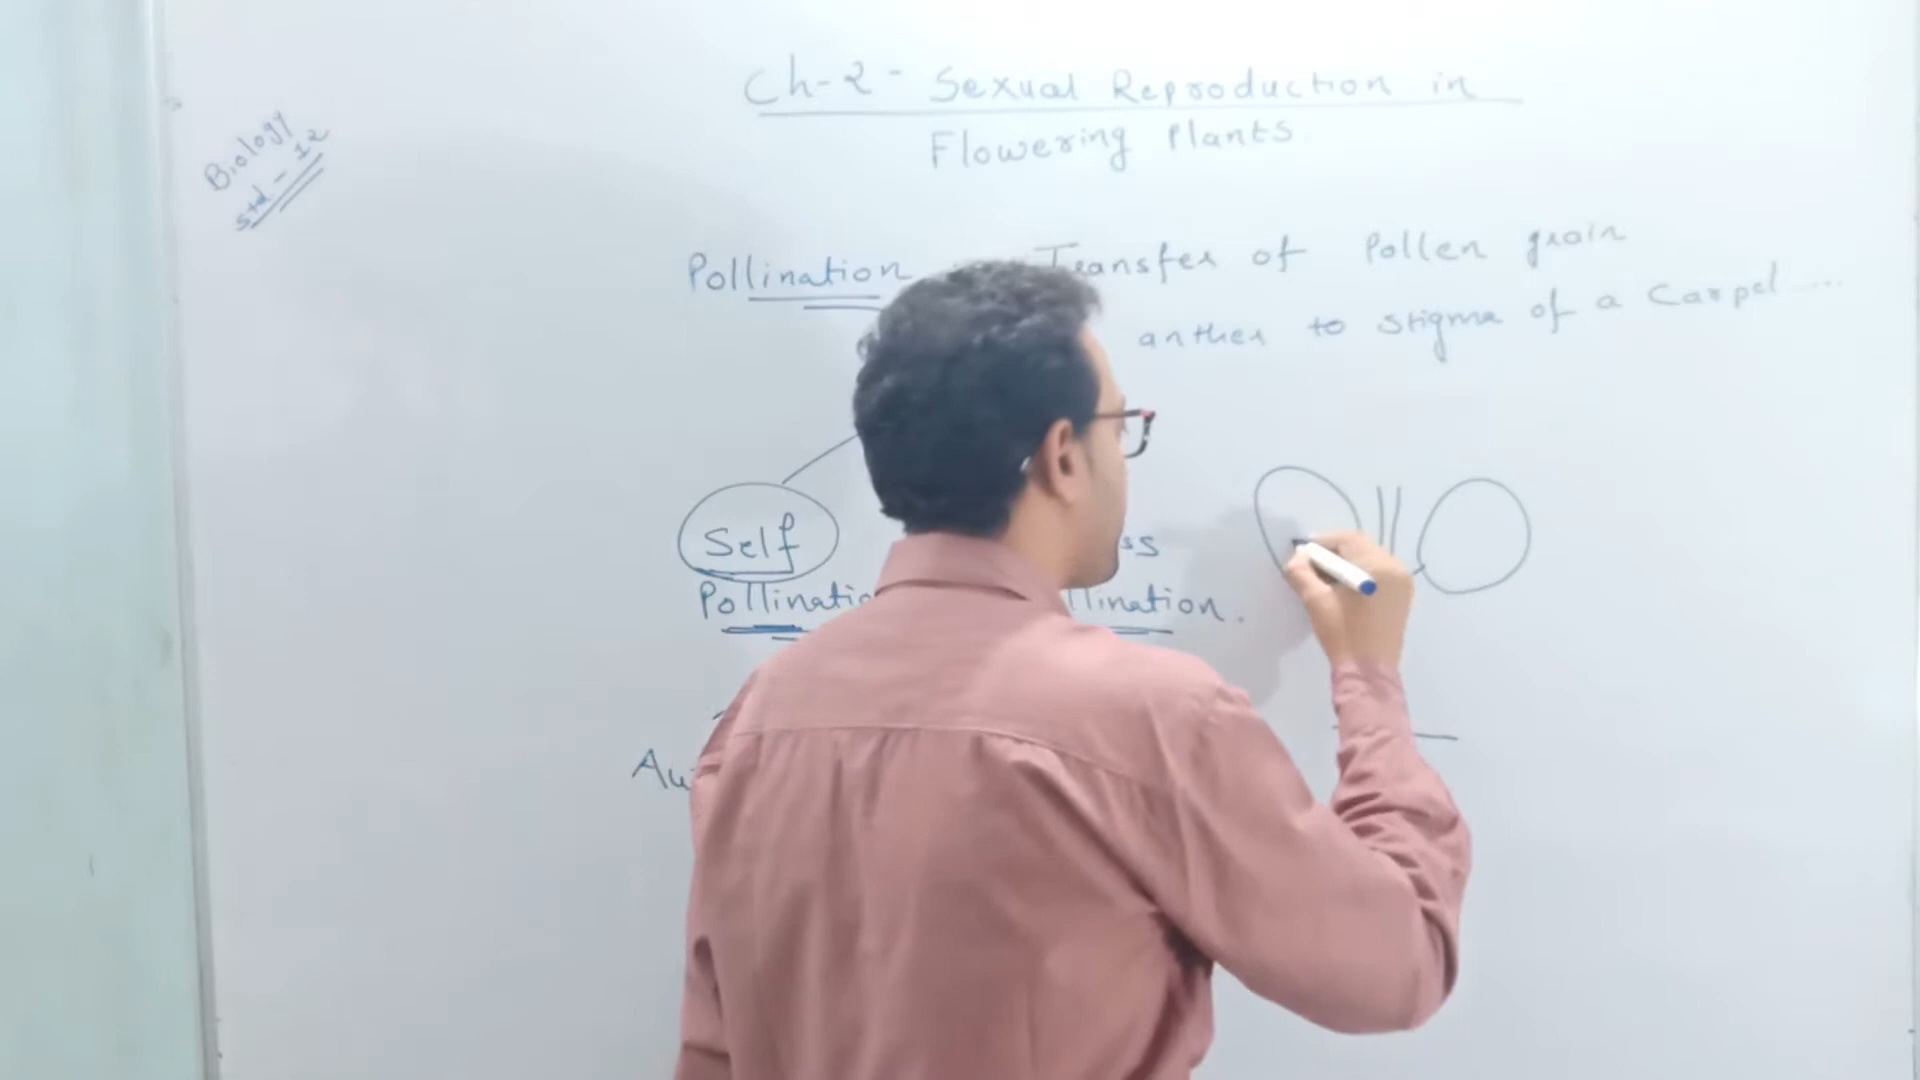 Biology
Std - 12
Ch-2 - Sexual Reproduction in
Flowering Plants
Pollination Transfer of Pollen grain
anther to stigma of a Carpel ....
Self ss
Pollinatio llination.
Au